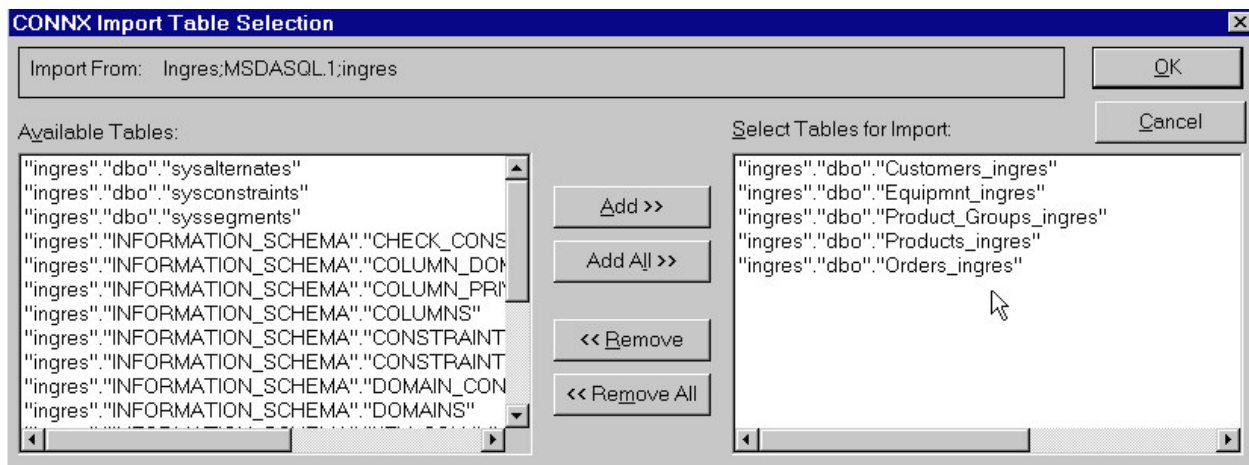 CONNX Import Table Selection
Import From: Ingres;MSDASQL.1;ingres
OK
Cancel
Available Tables:
"ingres"."dbo"."sysalternates"
"ingres"."dbo"."sysconstraints"
"ingres"."dbo"."syssegments"
"ingres"."INFORMATION_SCHEMA"."CHECK_CONS
"ingres"."INFORMATION_SCHEMA"."COLUMN_DOM
"ingres"."INFORMATION_SCHEMA"."COLUMN_PRI
"ingres"."INFORMATION_SCHEMA"."COLUMNS"
"ingres"."INFORMATION_SCHEMA"."CONSTRAINT
"ingres"."INFORMATION_SCHEMA"."CONSTRAINT
"ingres"."INFORMATION_SCHEMA"."DOMAIN_CON
"ingres"."INFORMATION_SCHEMA"."DOMAINS"
Add >>
Add All >>
<< Remove
<< Remove All
Select Tables for Import:
"ingres"."dbo"."Customers_ingres"
"ingres"."dbo"."Equipmnt_ingres"
"ingres"."dbo"."Product_Groups_ingres"
"ingres"."dbo"."Products_ingres"
"ingres"."dbo"."Orders_ingres"